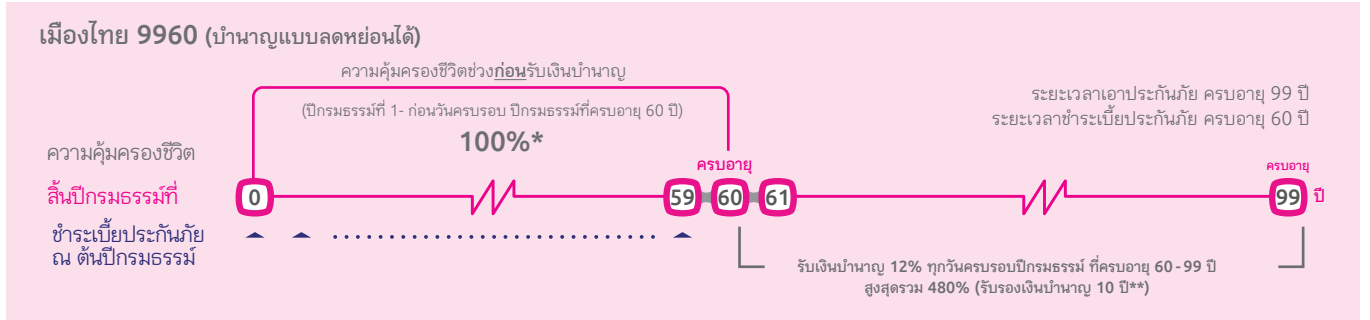 เมืองไทย 9960 (บำนาญแบบลดหย่อนได้)
ความคุ้มครองชีวิตช่วงก่อนรับเงินบำนาญ
(ปีกรมธรรม์ที่ 1- ก่อนวันครบรอบ ปีกรมธรรม์ที่ครบอายุ 60 ปี)
100%*
ระยะเวลาเอาประกันภัย ครบอายุ 99 ปี
ระยะเวลาชำระเบี้ยประกันภัย ครบอายุ 60 ปี
ความคุ้มครองชีวิต
ครบอายุ ครบอายุ
สิ้นปีกรมธรรม์ที่ 0 59 60 61 99 ปี
ชำระเบี้ยประกันภัย
ณ ต้นปีกรมธรรม์
รับเงินบำนาญ 12% ทุกวันครบรอบปีกรมธรรม์ ที่ครบอายุ 60-99 ปี
สูงสุดรวม 480% (รับรองเงินบำนาญ 10 ปี**)